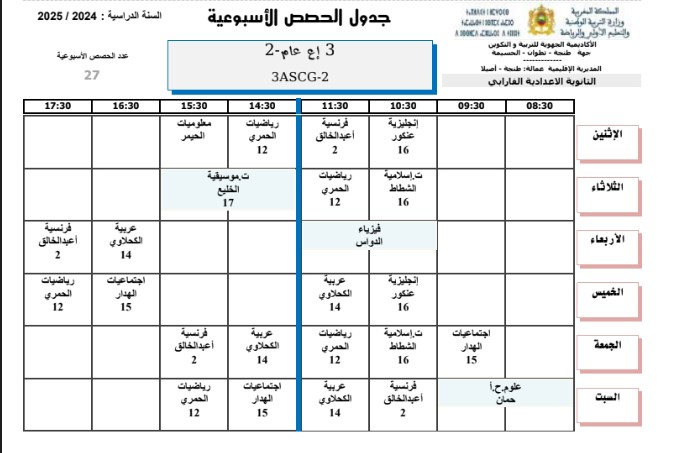 المملكة المغربية
وزارة التربية الوطنية
والتعليم الأولي والرياضة
الأكاديمية الجهوية للتربية و التكوين
جهة طنجة - تطوان - الحسيمة
المديرية الإقليمية عمالة: طنجة - أصيلا
الثانوية الاعدادية الفارابي
جدول الحصص الأسبوعية
3 إع عام-2
3ASCG-2
السنة الدراسية : 2024 / 2025
عدد الحصص الأسبوعية
27
08:30 09:30 10:30 11:30 14:30 15:30 16:30 17:30
الإثنين
إنجليزية فرنسية رياضيات معلوميات
عنكور أعبدالخالق الحمري الحيمر
16 2 12
الثلاثاء
ت.إسلامية رياضيات ت.موسيقية
الشطاط الحمري الخليع
16 12 17
الأربعاء
فيزياء عربية فرنسية
الدواس الكحلاوي أعبدالخالق
14 2
الخميس
إنجليزية عربية اجتماعيات رياضيات
عنكور الكحلاوي الهدار الحمري
16 14 15 12
الجمعة
اجتماعيات ت.إسلامية رياضيات عربية فرنسية
الهدار الشطاط الحمري الكحلاوي أعبدالخالق
15 16 12 14 2
السبت
علوم.ح.أ فرنسية عربية اجتماعيات رياضيات
حمان أعبدالخالق الكحلاوي الهدار الحمري
2 14 15 12